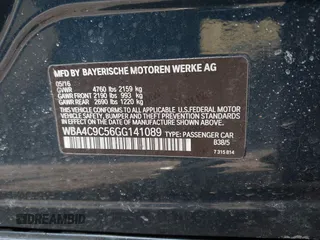 MFD BY BAYERISCHE MOTOREN WERKE AG
05/16
GVWR 4760 lbs 2159 kg
GAWR FRONT 2190 lbs 993 kg
GAWR REAR 2690 lbs 1220 kg
THIS VEHICLE CONFORMS TO ALL APPLICABLE
U.S. FEDERAL MOTOR VEHICLE SAFETY, BUMPER,
AND THEFT PREVENTION STANDARDS IN EFFECT
ON THE DATE OF MANUFACTURE SHOWN ABOVE.
WBA4C9C56GG141089 TYPE: PASSENGER CAR
B38/5
7 315 814
DREAMBID